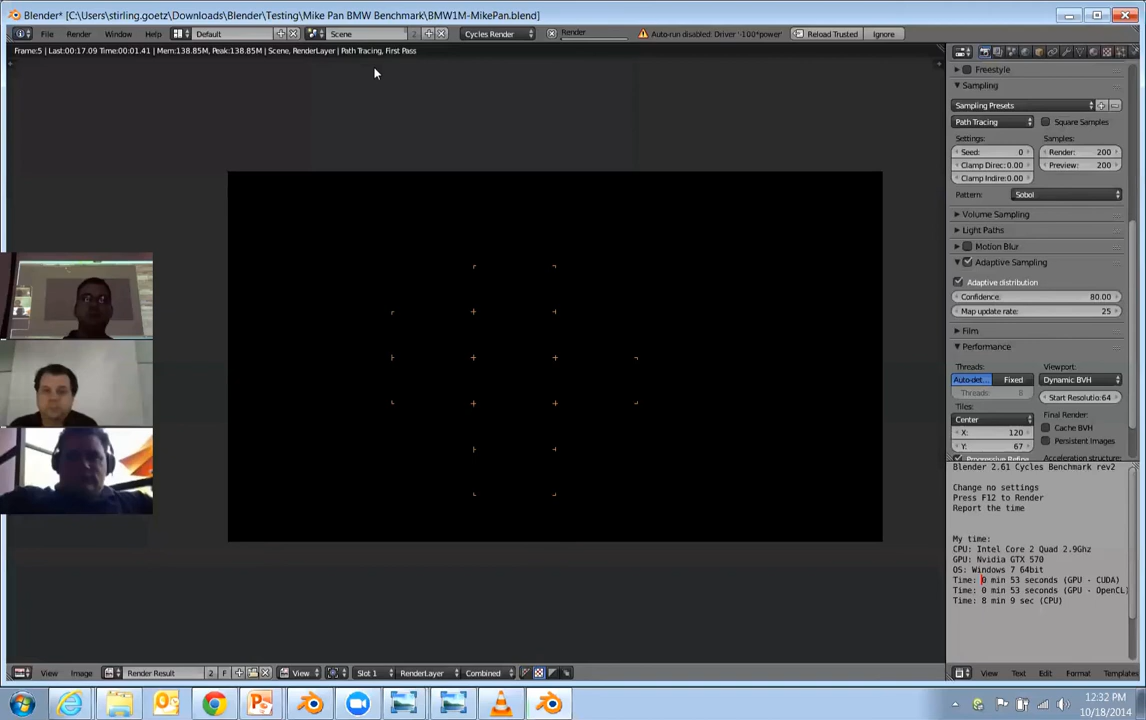 Blender* [C:\Users\stirling.goetz\Downloads\Blender\Testing\Mike Pan BMW Benchmark\BMW1M-MikePan.blend]
File Render Window Help Default Scene 2 F Cycles Render Render Auto-run disabled: Driver '-100*power' Reload Trusted Ignore
Frame:5 | Last:00:17.09 Time:00:01.41 | Mem:138.85M, Peak:138.85M | Scene, RenderLayer | Path Tracing, First Pass
Freestyle
Sampling
Sampling Presets
Path Tracing Square Samples
Settings: Samples:
Seed: 0 Render: 200
Clamp Direc:0.00 Preview: 200
Clamp Indire:0.00
Pattern: Sobol
Volume Sampling
Light Paths
Motion Blur
Adaptive Sampling
Adaptive distribution
Confidence: 80.00
Map update rate: 25
Film
Performance
Threads: Viewport:
Auto-det... Fixed Dynamic BVH
Threads: 8 Start Resolutio:64
Tiles: Final Render:
Center Cache BVH
X: 120 Persistent Images
Y: 67
Progressive Refin Acceleration structure:
Blender 2.61 Cycles Benchmark rev2
Change no settings
Press F12 to Render
Report the time
My time:
CPU: Intel Core 2 Quad 2.9Ghz
GPU: Nvidia GTX 570
OS: Windows 7 64bit
Time: 0 min 53 seconds (GPU - CUDA)
Time: 0 min 53 seconds (GPU - OpenCL)
Time: 8 min 9 sec (CPU)
View Image Render Result 2 F View Slot 1 RenderLayer Combined
View Text Edit Format Templates
12:32 PM
10/18/2014